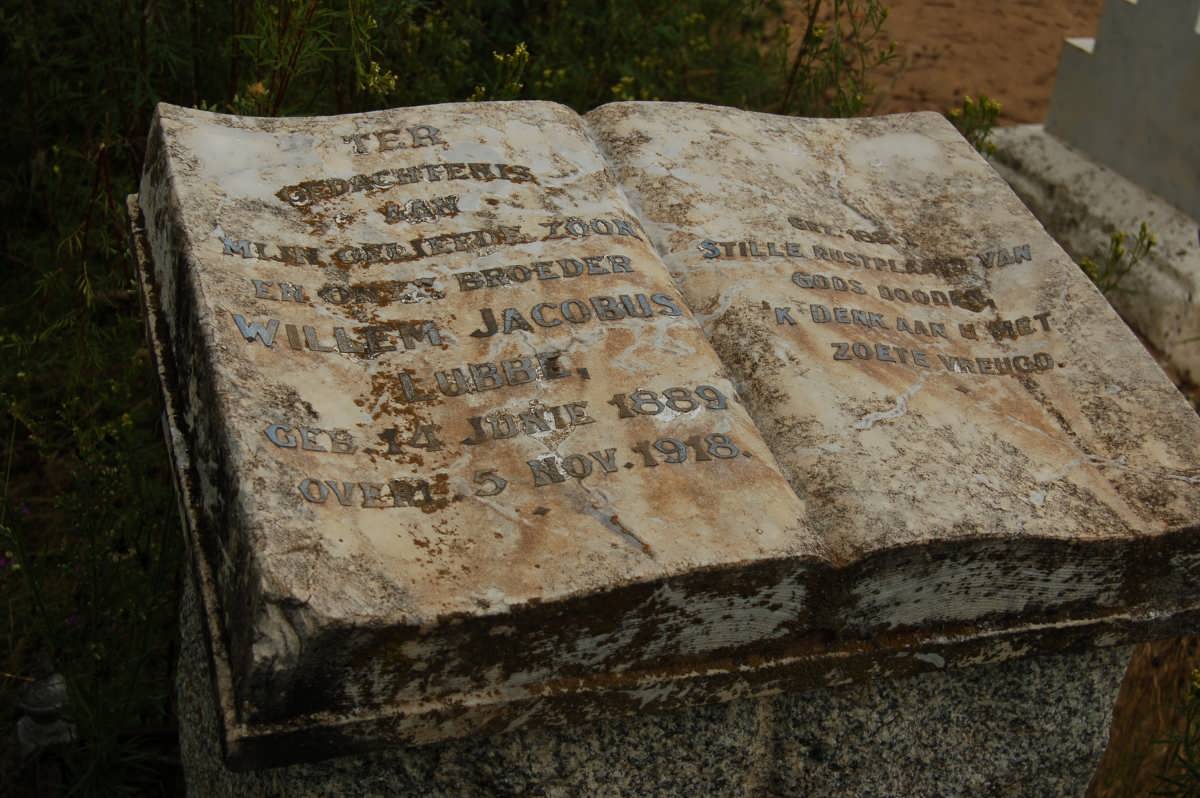 TER
GEDACHTENIS
AAN
MIJN GELIEFDE ZOON
EN ONZE BROEDER
WILLEM JACOBUS
LUBBE,
GEB. 14 JUNIE 1889
OVERL. 5 NOV. 1918.
STILLE RUSTPLAATS VAN
GODS DOODEN,
'K DENK AAN U MET
ZOETE VREUGD.